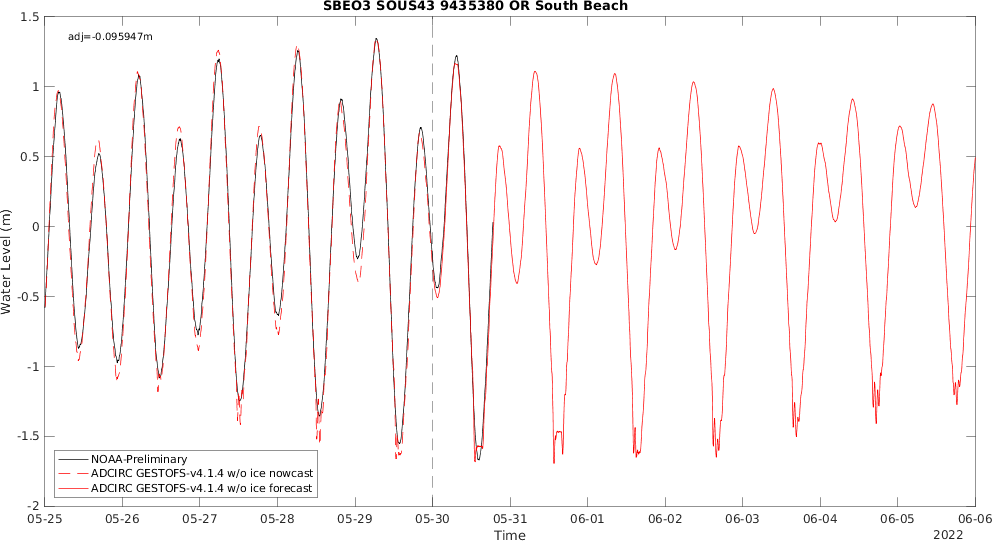 SBEO3 SOUS43 9435380 OR South Beach
adj=-0.095947m
Water Level (m)
1.5
1
0.5
0
-0.5
-1
-1.5
-2
NOAA-Preliminary
ADCIRC GESTOFS-v4.1.4 w/o ice nowcast
ADCIRC GESTOFS-v4.1.4 w/o ice forecast
05-25 05-26 05-27 05-28 05-29 05-30 05-31 06-01 06-02 06-03 06-04 06-05 06-06
Time
2022